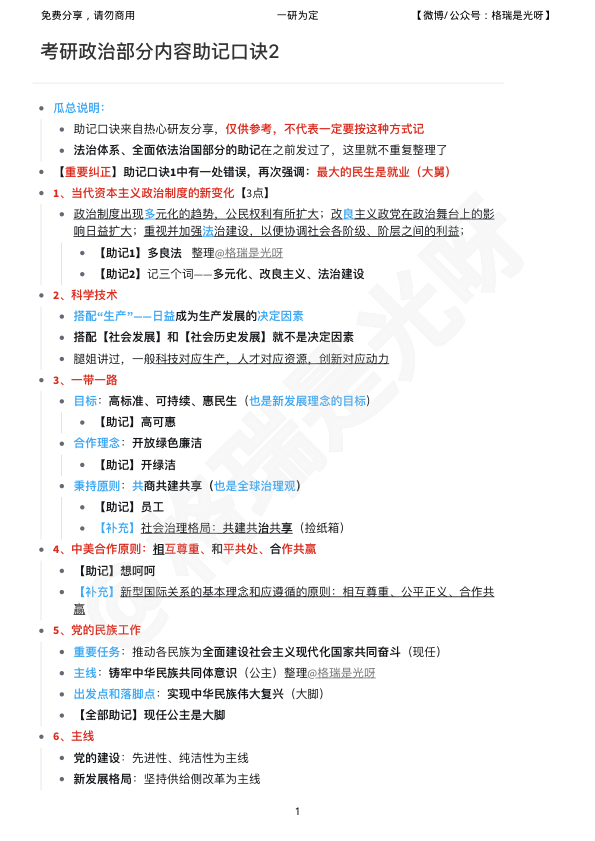 免费分享，请勿商用
一研为定
【微博/公众号：格瑞是光呀】
考研政治部分内容助记口诀2
瓜总说明：
助记口诀来自热心研友分享，仅供参考，不代表一定要按这种方式记
法治体系、全面依法治国部分的助记在之前发过了，这里就不重复整理了
【重要纠正】助记口诀1中有一处错误，再次强调：最大的民生是就业（大舅）
1、当代资本主义政治制度的新变化【3点】
政治制度出现多元化的趋势，公民权利有所扩大；改良主义政党在政治舞台上的影
响日益扩大；重视并加强法治建设，以便协调社会各阶级、阶层之间的利益；
【助记1】多良法 整理@格瑞是光呀
【助记2】记三个词——多元化、改良主义、法治建设
2、科学技术
搭配“生产”——日益成为生产发展的决定因素
搭配【社会发展】和【社会历史发展】就不是决定因素
腿姐讲过，一般科技对应生产，人才对应资源，创新对应动力
3、一带一路
目标：高标准、可持续、惠民生（也是新发展理念的目标）
【助记】高可惠
合作理念：开放绿色廉洁
【助记】开绿洁
秉持原则：共商共建共享（也是全球治理观）
【助记】员工
【补充】社会治理格局：共建共治共享（捡纸箱）
4、中美合作原则：相互尊重、和平共处、合作共赢
【助记】想呵呵
【补充】新型国际关系的基本理念和应遵循的原则：相互尊重、公平正义、合作共
赢
5、党的民族工作
重要任务：推动各民族为全面建设社会主义现代化国家共同奋斗（现任）
主线：铸牢中华民族共同体意识（公主）整理@格瑞是光呀
出发点和落脚点：实现中华民族伟大复兴（大脚）
【全部助记】现任公主是大脚
6、主线
党的建设：先进性、纯洁性为主线
新发展格局：坚持供给侧改革为主线
1
@格瑞是光呀